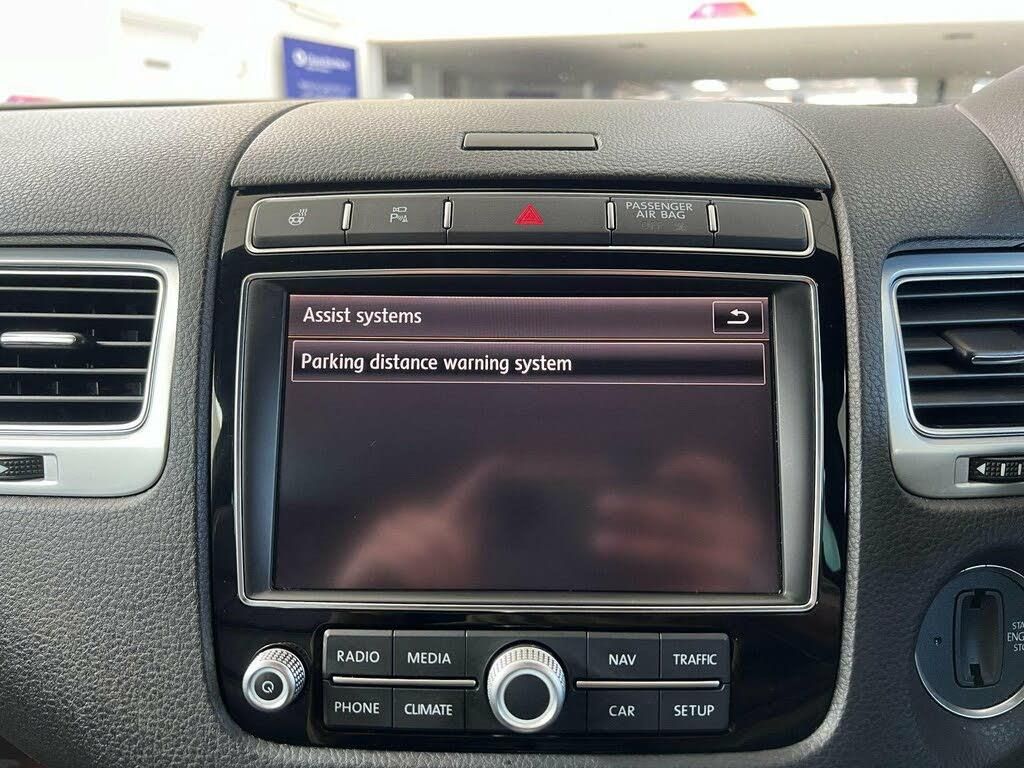 PASSENGER
AIR BAG
Assist systems
Parking distance warning system
RADIO
MEDIA
NAV
TRAFFIC
PHONE
CLIMATE
CAR
SETUP